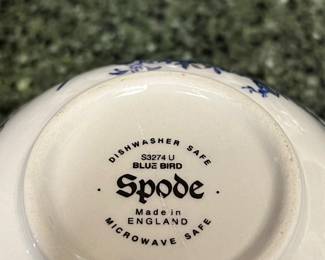 DISHWASHER SAFE
S3274 U
BLUE BIRD
Spode
Made in
ENGLAND
MICROWAVE SAFE